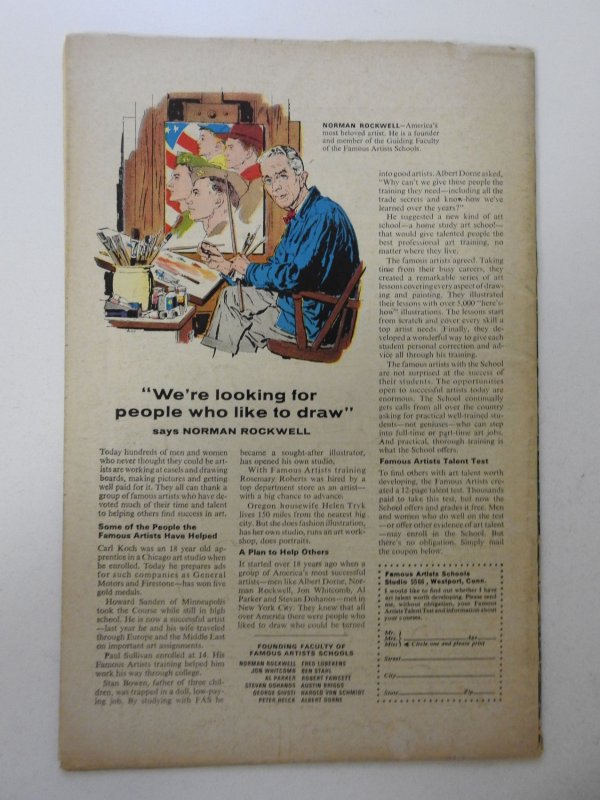 NORMAN ROCKWELL—America's
most beloved artist. He is a founder
and member of the Guiding Faculty
of the Famous Artists Schools.
"We're looking for
people who like to draw"
says NORMAN ROCKWELL
Today hundreds of men and women
who never thought they could be art-
ists are working at easels and drawing
boards, making pictures and getting
well paid for it. They all can thank a
group of famous artists who have de-
voted much of their time and talent
to helping others find success in art.
Some of the People the
Famous Artists Have Helped
Carl Koch was an 18 year old ap-
prentice in a Chicago art studio when
he enrolled. Today he prepares ads
for such companies as General
Motors and Firestone—has won five
gold medals.
Howard Sanden of Minneapolis
took the Course while still in high
school. He is now a successful artist
—last year he and his wife traveled
through Europe and the Middle East
on important art assignments.
Paul Sullivan enrolled at 14. His
Famous Artists training helped him
work his way through college.
Stan Bowen, father of three chil-
dren, was trapped in a dull, low-pay-
ing job. By studying with FAS he
became a sought-after illustrator,
has opened his own studio.
With Famous Artists training
Rosemary Roberts was hired by a
top department store as an artist—
with a big chance to advance.
Oregon housewife Helen Tryk
lives 150 miles from the nearest big
city. But she does fashion illustration,
has her own studio, runs an art work-
shop, does portraits.
A Plan to Help Others
It started over 18 years ago when a
group of America's most successful
artists—men like Albert Dorne, Nor-
man Rockwell, Jon Whitcomb, Al
Parker and Stevan Dohanos—met in
New York City. They knew that all
over America there were people who
liked to draw who could be turned
FOUNDING FACULTY OF
FAMOUS ARTISTS SCHOOLS
NORMAN ROCKWELL FRED LUDEKENS
JON WHITCOMB BEN STAHL
AL PARKER ROBERT FAWCETT
STEVAN DOHANOS AUSTIN BRIGGS
GEORGE GIUSTI HAROLD VON SCHMIDT
PETER HELCK ALBERT DORNE
into good artists. Albert Dorne asked,
"Why can't we give these people the
training they need—including all the
trade secrets and know-how we've
learned over the years?"
He suggested a new kind of art
school—a home study art school—
that would give talented people the
best professional art training, no
matter where they live.
The famous artists agreed. Taking
time from their busy careers, they
created a remarkable series of art
lessons covering every aspect of draw-
ing and painting. They illustrated
their lessons with over 5,000 "here's-
how" illustrations. The lessons start
from scratch and cover every skill a
top artist needs. Finally, they de-
veloped a wonderful way to give each
student personal correction and ad-
vice all through his training.
The famous artists with the School
are not surprised at the success of
their students. The opportunities
open to successful artists today are
enormous. The School continually
gets calls from all over the country
asking for practical well-trained stu-
dents—not geniuses—who can step
into full-time or part-time art jobs.
And practical, thorough training is
what the School offers.
Famous Artists Talent Test
To find others with art talent worth
developing, the Famous Artists cre-
ated a 12-page talent test. Thousands
paid to take this test, but now the
School offers and grades it free. Men
and women who do well on the test
—or offer other evidence of art talent
—may enroll in the School. But
there's no obligation. Simply mail
the coupon below.
Famous Artists Schools
Studio Westport, Conn.
I would like to find out whether I have
art talent worth developing. Please send
me, without obligation, your Famous
Artists Talent Test and information about
your courses.
Mr.
Mrs. Age
Miss Circle one and please print
Street
City
State Zip